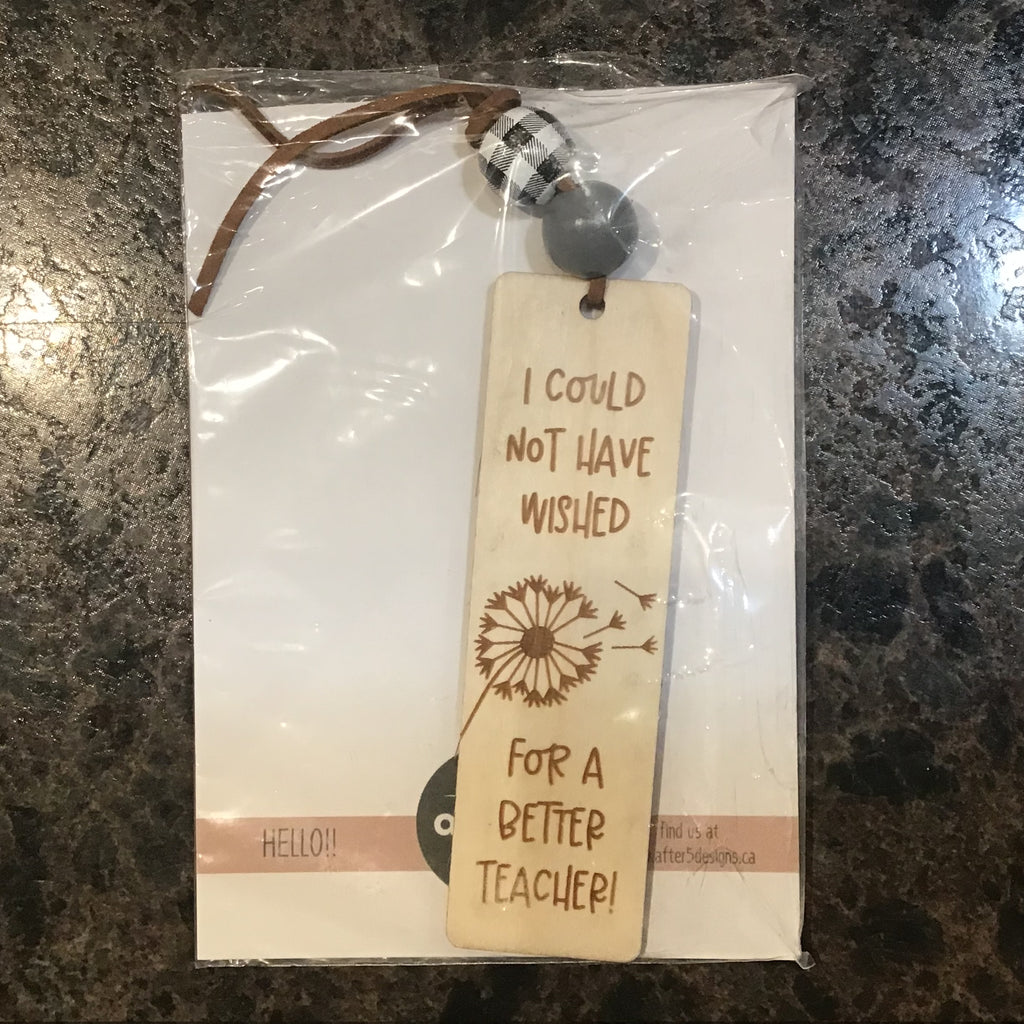 I COULD
NOT HAVE
WISHED
FOR A
BETTER
TEACHER!
HELLO!!
find us at
after5designs.ca